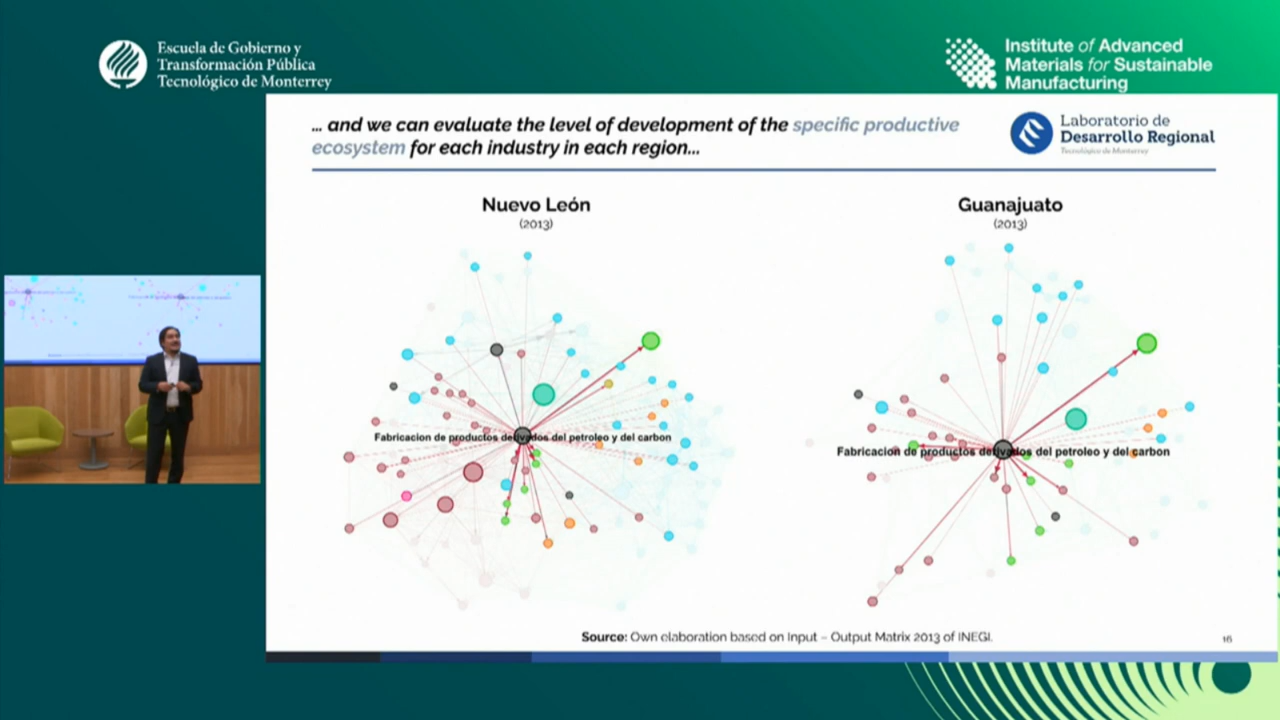 Escuela de Gobierno y
Transformación Pública
Tecnológico de Monterrey
Institute of Advanced
Materials for Sustainable
Manufacturing
... and we can evaluate the level of development of the specific productive
ecosystem for each industry in each region...
Laboratorio de
Desarrollo Regional
Tecnológico de Monterrey
Nuevo León
(2013)
Guanajuato
(2013)
Fabricacion de productos derivados del petroleo y del carbon
Fabricacion de productos derivados del petroleo y del carbon
Source: Own elaboration based on Input – Output Matrix 2013 of INEGI.
16